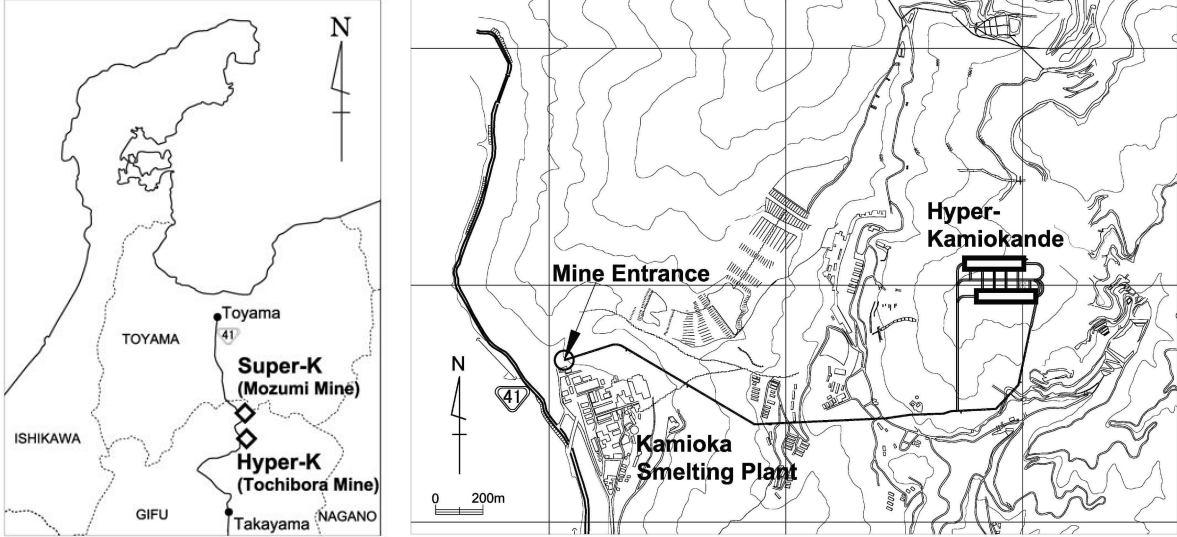 N
Toyama
41
TOYAMA
Super-K
(Mozumi Mine)
ISHIKAWA
Hyper-K
(Tochibora Mine)
GIFU
NAGANO
Takayama
Hyper-
Kamiokande
Mine Entrance
N
41
Kamioka
Smelting Plant
0 200m